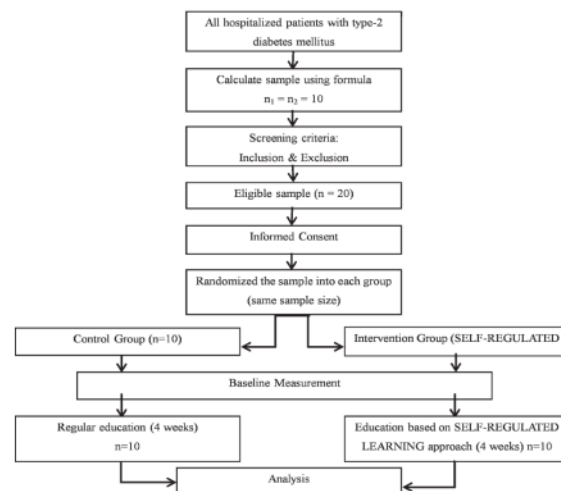 All hospitalized patients with type-2
diabetes mellitus
Calculate sample using formula
n₁ = n₂ = 10
Screening criteria:
Inclusion & Exclusion
Eligible sample (n = 20)
Informed Consent
Randomized the sample into each group
(same sample size)
Control Group (n=10)
Intervention Group (SELF-REGULATED
Baseline Measurement
Regular education (4 weeks)
n=10
Education based on SELF-REGULATED
LEARNING approach (4 weeks) n=10
Analysis